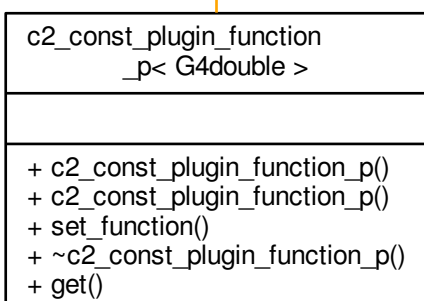 c2_const_plugin_function
_p< G4double >
+ c2_const_plugin_function_p()
+ c2_const_plugin_function_p()
+ set_function()
+ ~c2_const_plugin_function_p()
+ get()